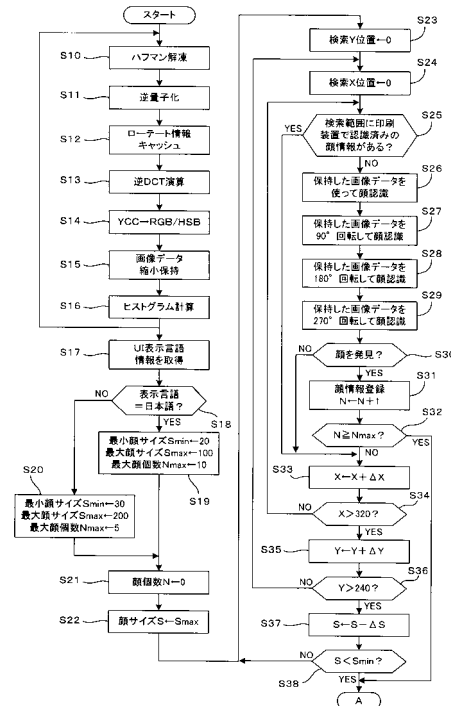 スタート
S10
ハフマン解凍
S11
逆量子化
S12
ローテート情報
キャッシュ
S13
逆DCT演算
S14
YCC→RGB/HSB
S15
画像データ
縮小保持
S16
ヒストグラム計算
S17
UI表示言語
情報を取得
NO
表示言語
=日本語?
S18
YES
最小顔サイズSmin←20
最大顔サイズSmax←100
最大顔個数Nmax←10
S19
S20
最小顔サイズSmin←30
最大顔サイズSmax←200
最大顔個数Nmax←5
S21
顔個数N←0
S22
顔サイズS←Smax
S23
検索Y位置←0
S24
検索X位置←0
S25
YES
検索範囲に印刷
装置で認識済みの
顔情報がある?
NO
S26
保持した画像データを
使って顔認識
S27
保持した画像データを
90°回転して顔認識
S28
保持した画像データを
180°回転して顔認識
S29
保持した画像データを
270°回転して顔認識
NO
顔を発見?
S30
YES
S31
顔情報登録
N←N+1
S32
N≧Nmax?
YES
NO
S33
X←X+ΔX
S34
NO
X>320?
YES
S35
Y←Y+ΔY
S36
NO
Y>240?
YES
S37
S←S-ΔS
NO
S<Smin?
S38
YES
A